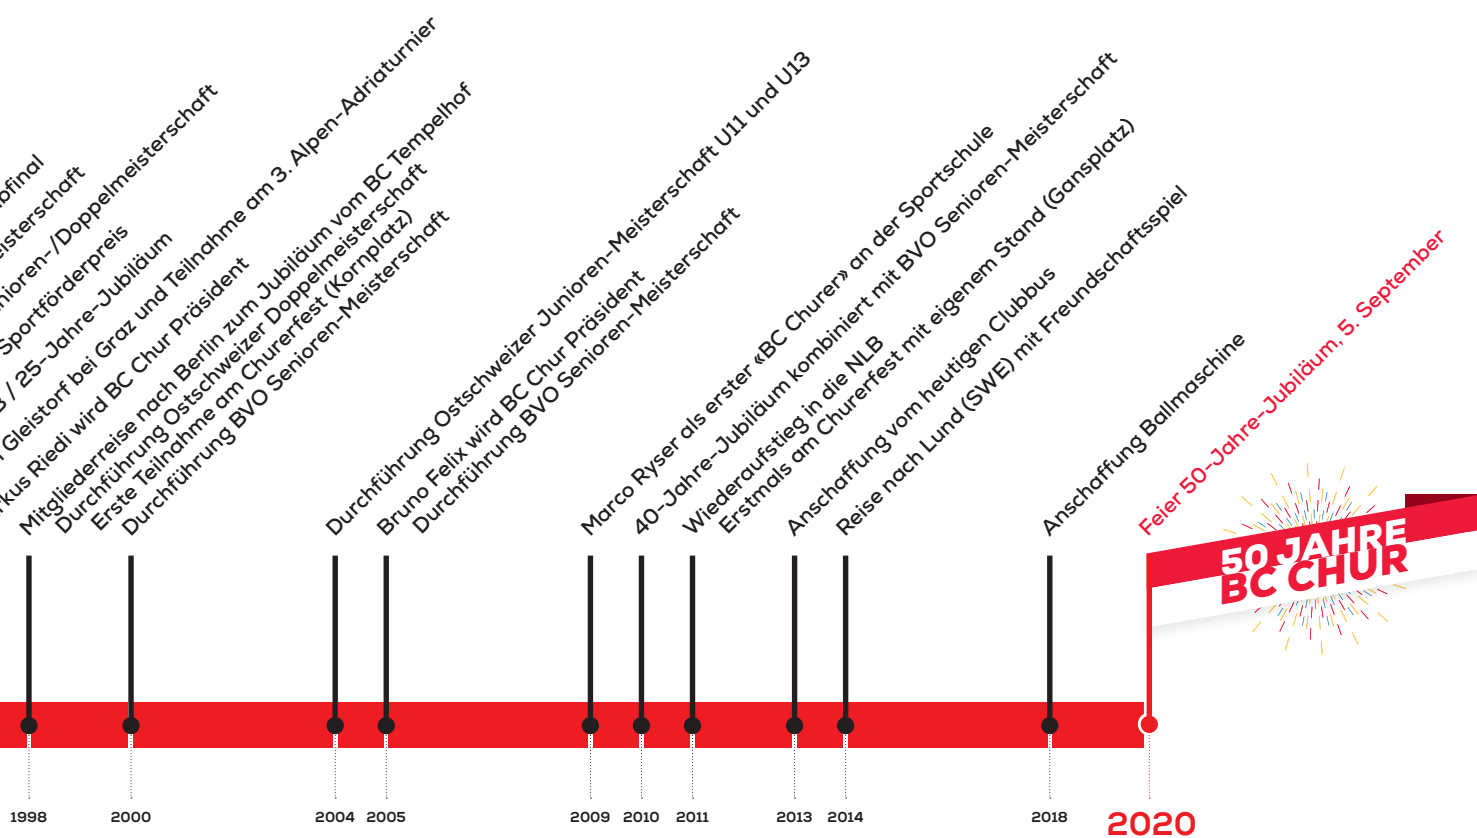 Doppelmeisterschaft
Sportförderpreis
/ 25-Jahre-Jubiläum
Gleistorf bei Graz und Teilnahme am 3. Alpen-Adriaturnier
Riedi wird BC Chur Präsident
Mitgliederreise nach Berlin zum Jubiläum vom BC Tempelhof
Durchführung Ostschweizer Doppelmeisterschaft
Erste Teilnahme am Churerfest (Kornplatz)
Durchführung BVO Senioren-Meisterschaft
Durchführung Ostschweizer Junioren-Meisterschaft U11 und U13
Bruno Felix wird BC Chur Präsident
Durchführung BVO Senioren-Meisterschaft
Marco Ryser als erster «BC Churer» an der Sportschule
40-Jahre-Jubiläum kombiniert mit BVO Senioren-Meisterschaft
Wiederaufstieg in die NLB
Erstmals am Churerfest mit eigenem Stand (Gansplatz)
Anschaffung vom heutigen Clubbus
Reise nach Lund (SWE) mit Freundschaftsspiel
Anschaffung Ballmaschine
Feier 50-Jahre-Jubiläum, 5. September
50 JAHRE
BC CHUR
1998 2000 2004 2005 2009 2010 2011 2013 2014 2018 2020